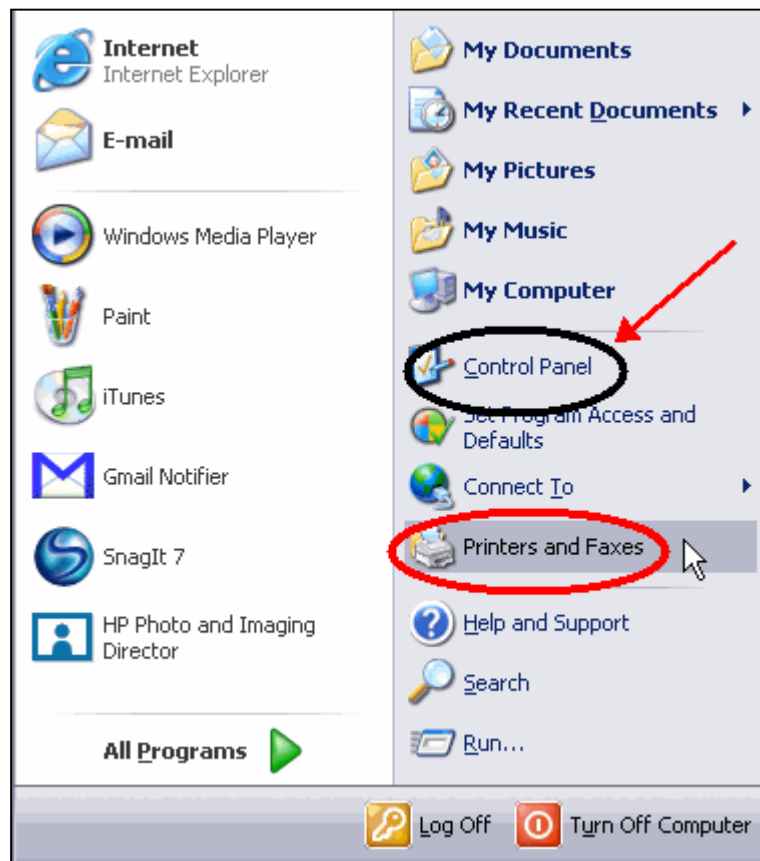 Internet
Internet Explorer
E-mail
Windows Media Player
Paint
iTunes
Gmail Notifier
SnagIt 7
HP Photo and Imaging
Director
All Programs
My Documents
My Recent Documents
My Pictures
My Music
My Computer
Control Panel
Set Program Access and
Defaults
Connect To
Printers and Faxes
Help and Support
Search
Run...
Log Off
Turn Off Computer